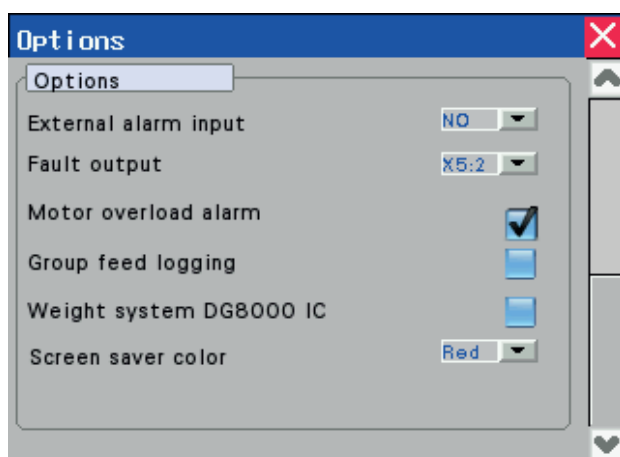 Options
Options
External alarm input NO
Fault output X5:2
Motor overload alarm
Group feed logging
Weight system DG8000 IC
Screen saver color Red